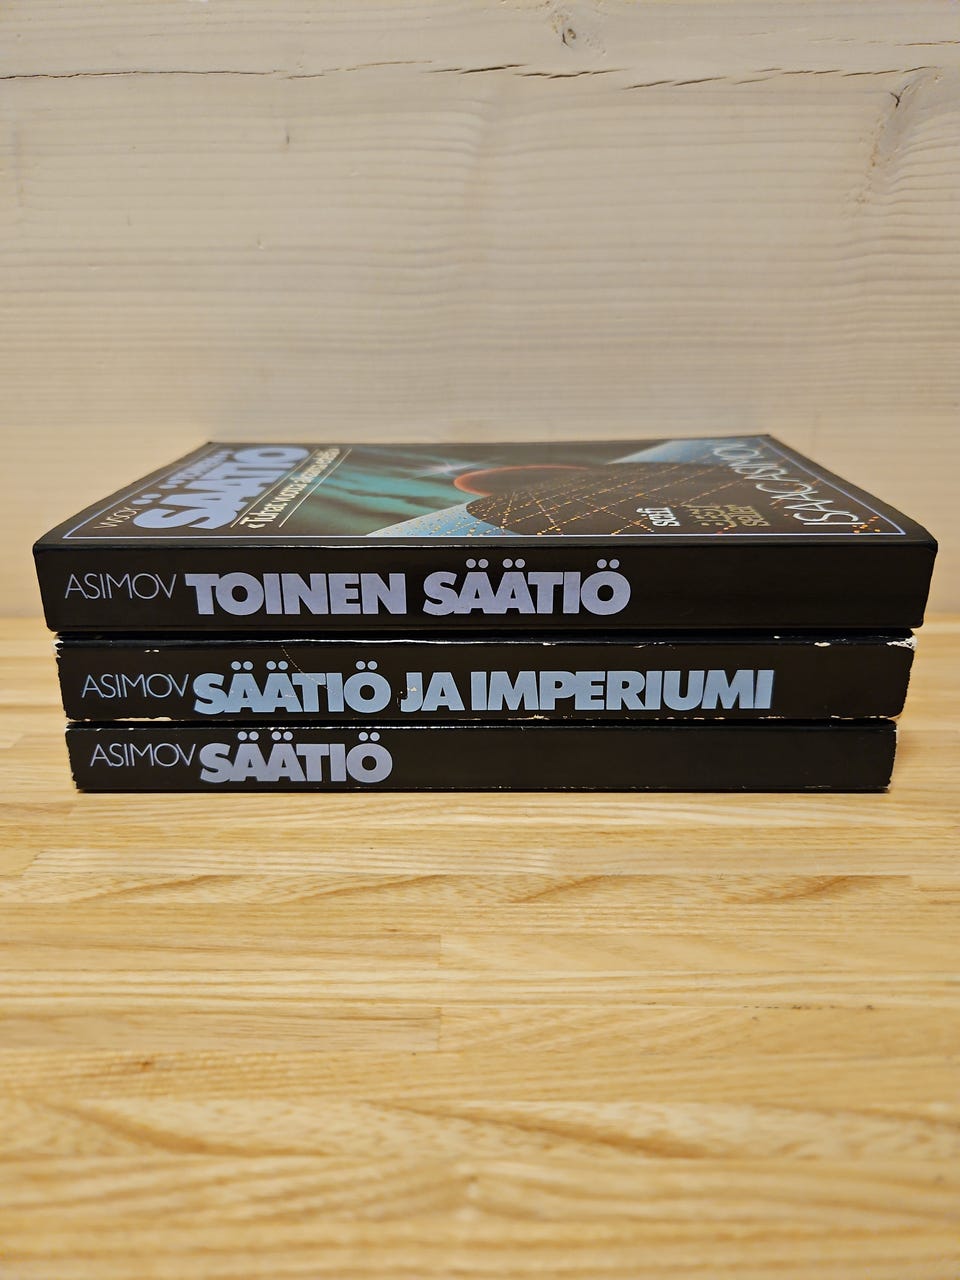 SÄÄTIÖ
ISAAC ASIMOV
ASIMOV TOINEN SÄÄTIÖ
ASIMOV SÄÄTIÖ JA IMPERIUMI
ASIMOV SÄÄTIÖ